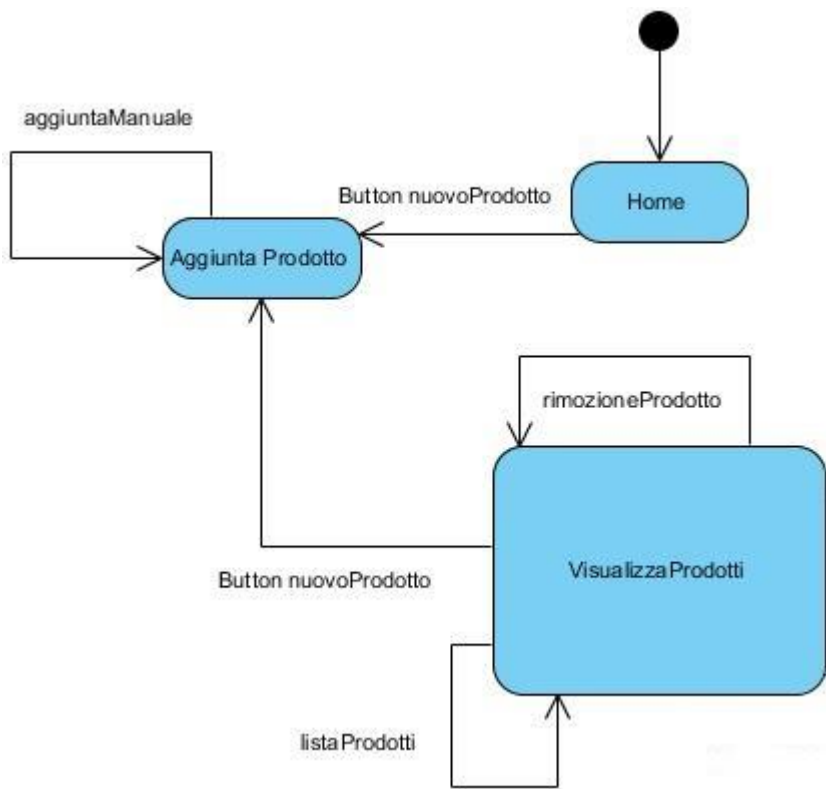 aggiuntaManuale
Button nuovoProdotto
Home
Aggiunta Prodotto
rimozioneProdotto
VisualizzaProdotti
Button nuovoProdotto
listaProdotti